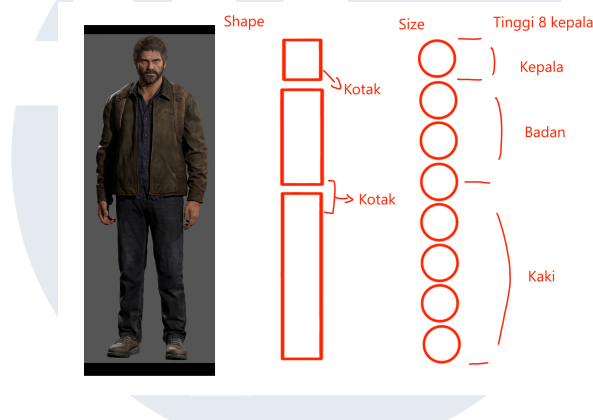 Shape
Size
Tinggi 8 kepala
Kepala
Kotak
Badan
Kotak
Kaki